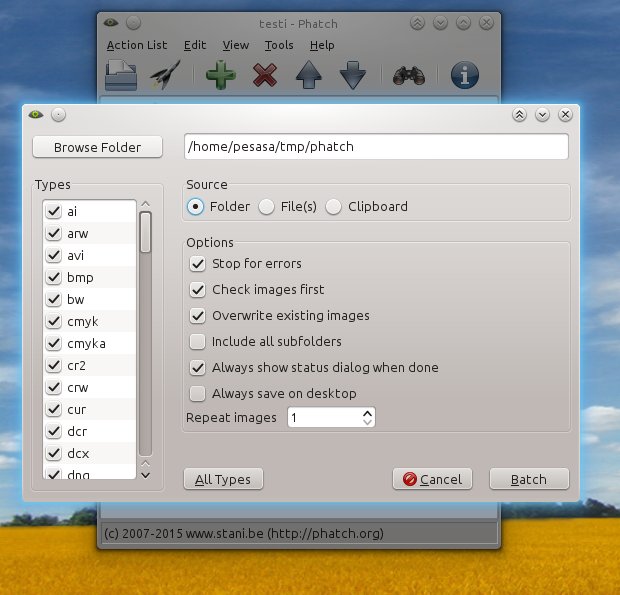 testi - Phatch
Action List Edit View Tools Help
Browse Folder
/home/pesasa/tmp/phatch
Types
ai
arw
avi
bmp
bw
cmyk
cmyka
cr2
crw
cur
dcr
dcx
dng
Source
Folder File(s) Clipboard
Options
Stop for errors
Check images first
Overwrite existing images
Include all subfolders
Always show status dialog when done
Always save on desktop
Repeat images 1
All Types Cancel Batch
(c) 2007-2015 www.stani.be (http://phatch.org)